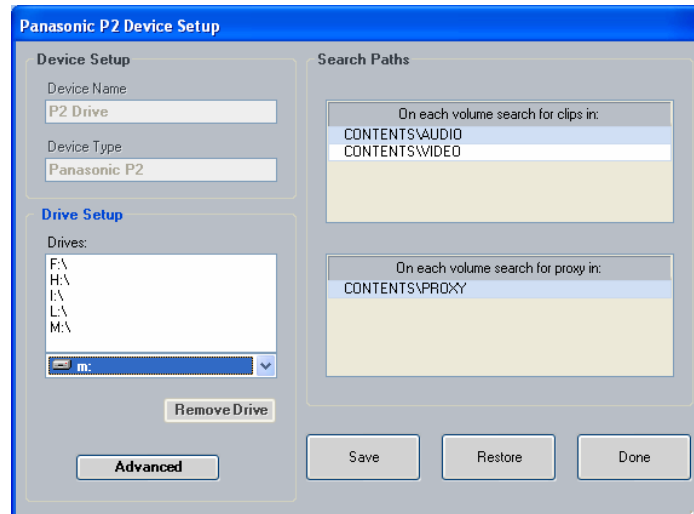 Panasonic P2 Device Setup
Device Setup
Device Name
P2 Drive
Device Type
Panasonic P2
Drive Setup
Drives:
F:\
H:\
I:\
L:\
M:\
m:
Remove Drive
Advanced
Search Paths
On each volume search for clips in:
CONTENTS\AUDIO
CONTENTS\VIDEO
On each volume search for proxy in:
CONTENTS\PROXY
Save
Restore
Done